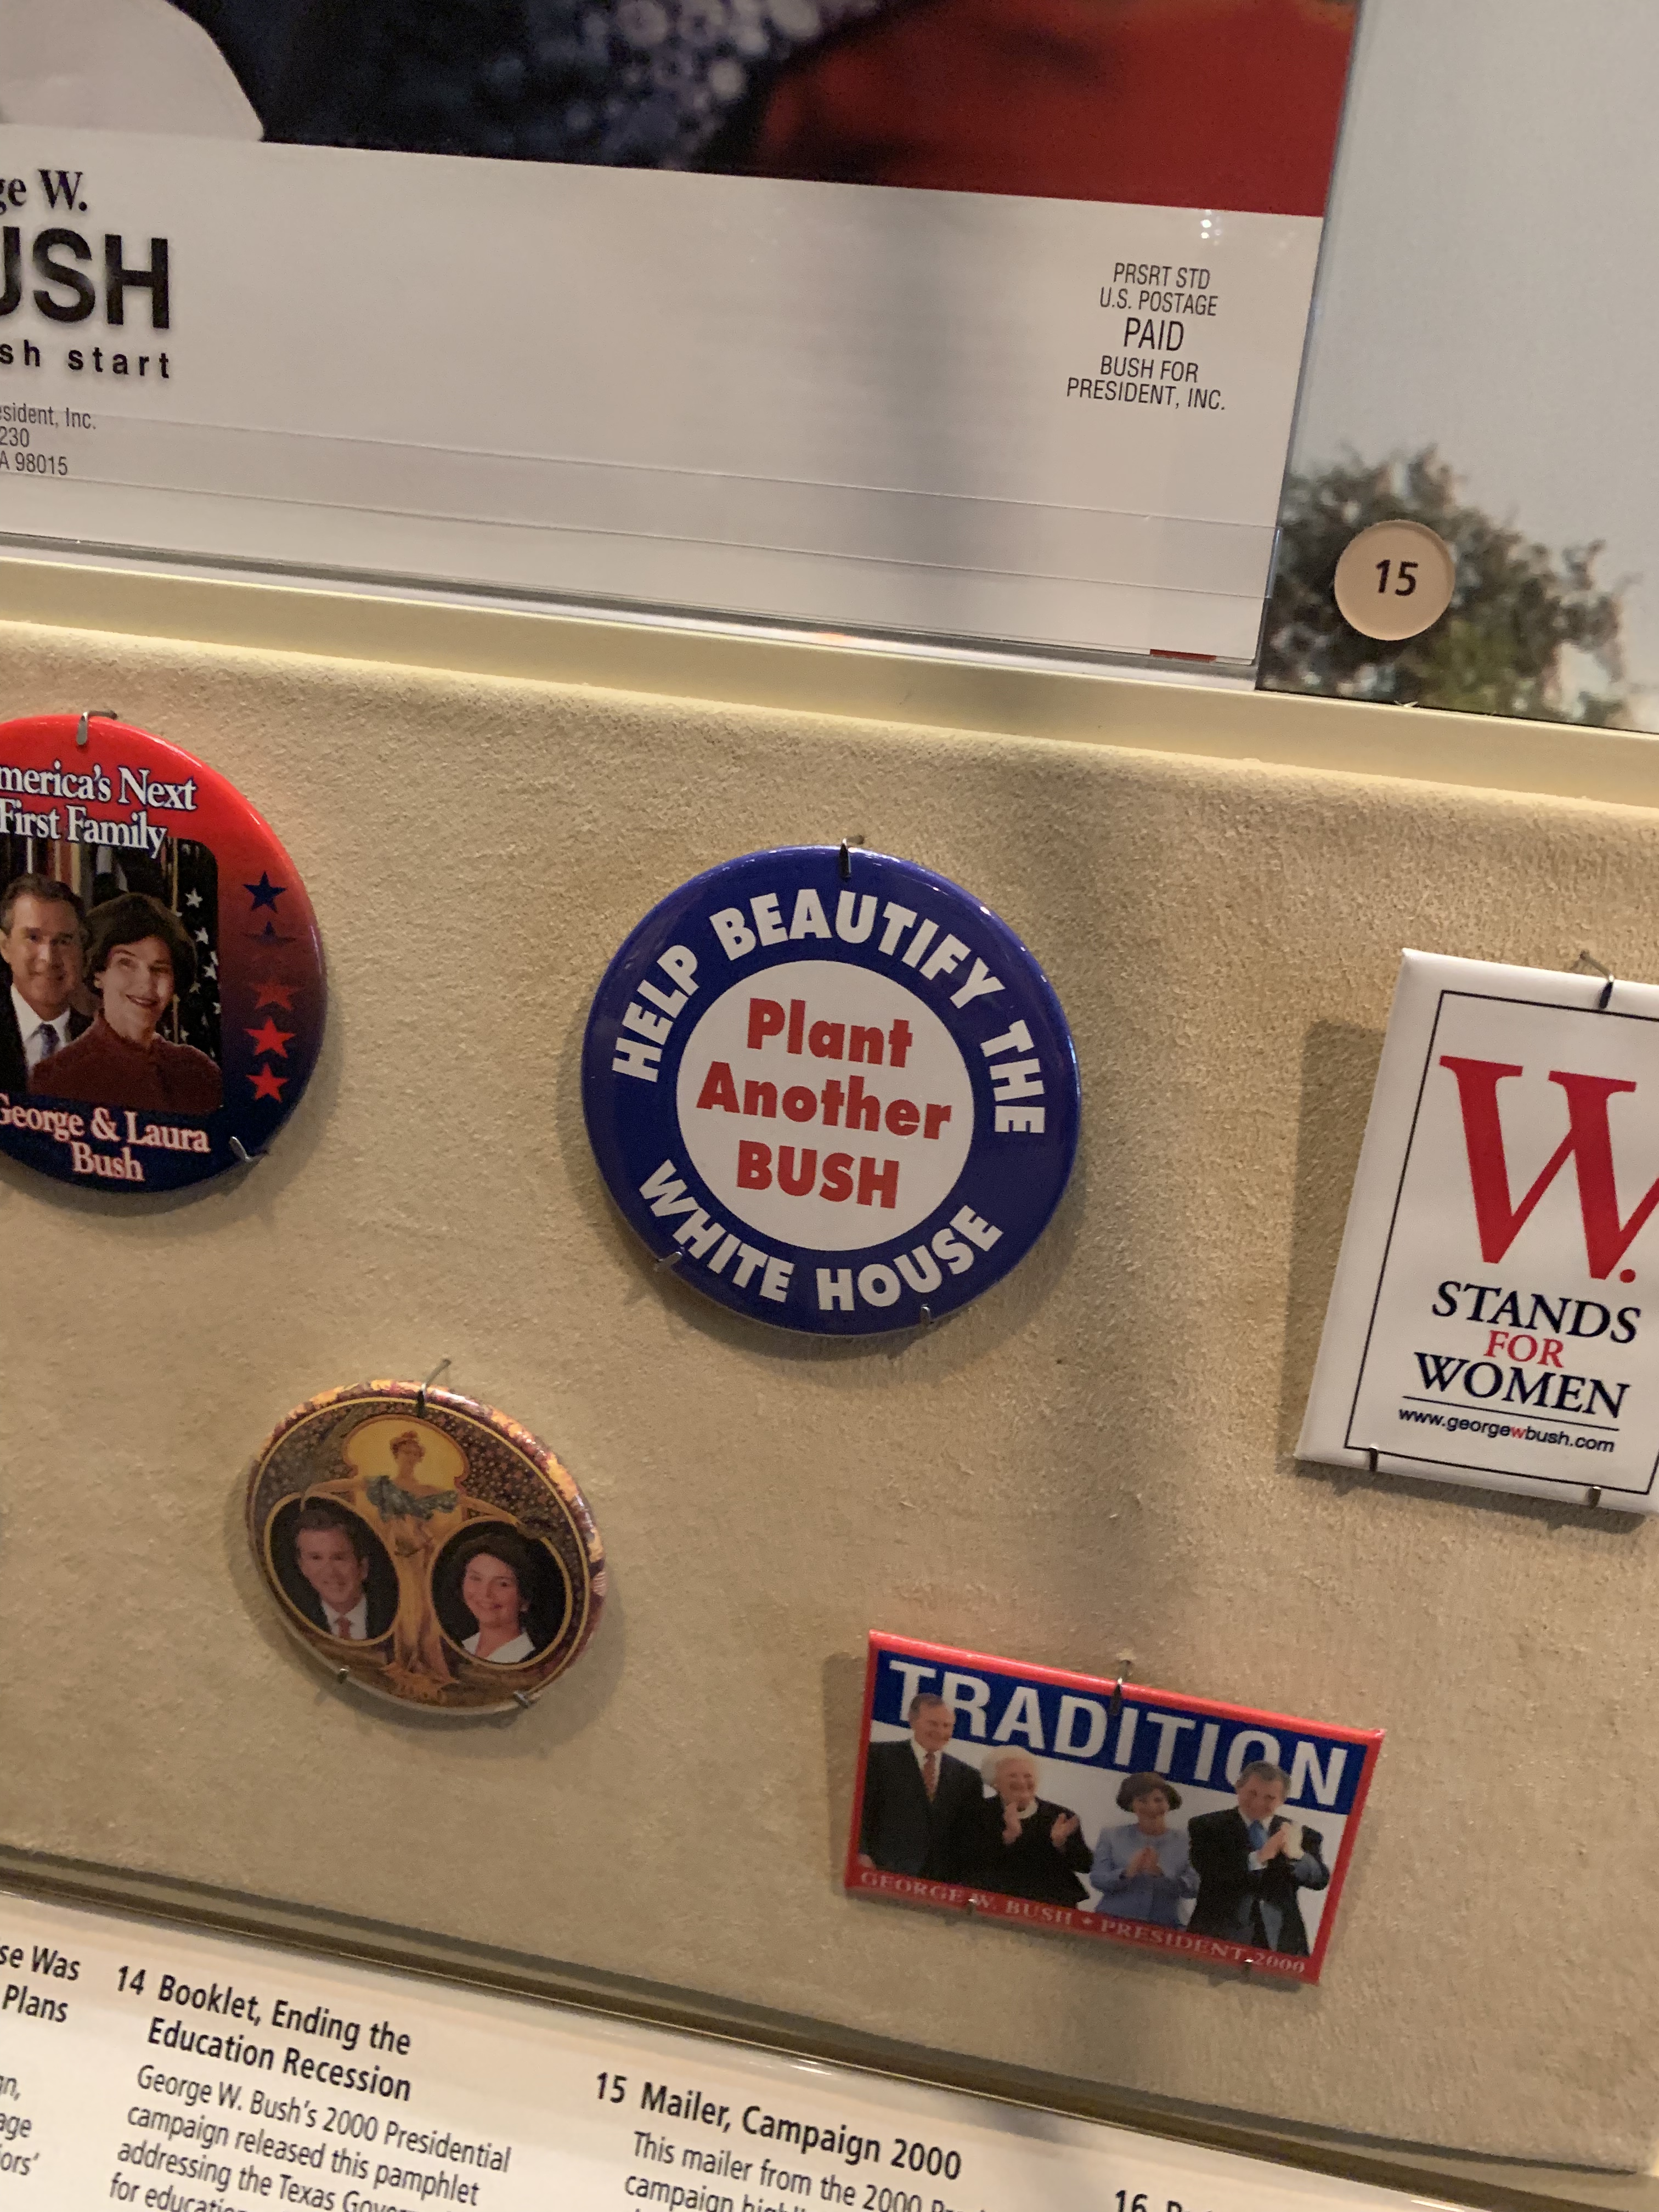 W.
USH
sh start
sident, Inc.
230
A 98015
PRSRT STD
U.S. POSTAGE
PAID
BUSH FOR
PRESIDENT, INC.
15
merica's Next
First Family
George & Laura
Bush
HELP BEAUTIFY THE
Plant
Another
BUSH
WHITE HOUSE
W.
STANDS
FOR
WOMEN
www.georgewbush.com
TRADITION
GEORGE W. BUSH • PRESIDENT 2000
se Was
Plans
14 Booklet, Ending the
Education Recession
George W. Bush's 2000 Presidential
campaign released this pamphlet
addressing the Texas
for
15 Mailer, Campaign 2000
This mailer from the 2000
campaign
16